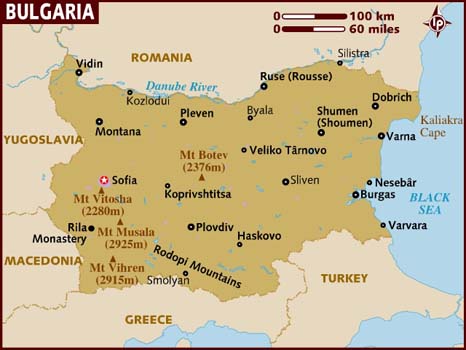 BULGARIA
0 100 km
0 60 miles
lp
ROMANIA
Silistra
Vidin
Danube River
Ruse (Rousse)
Kozlodui
Dobrich
Pleven
Byala
Shumen
(Shoumen)
Kaliakra
Cape
Montana
Varna
YUGOSLAVIA
Mt Botev
(2376m)
Veliko Târnovo
Sofia
Koprivshtitsa
Sliven
Nesebâr
Mt Vitosha
(2280m)
Burgas
BLACK
SEA
Mt Musala
(2925m)
Rila
Monastery
Plovdiv
Haskovo
Varvara
MACEDONIA
Mt Vihren
(2915m)
Rodopi Mountains
Smolyan
TURKEY
GREECE